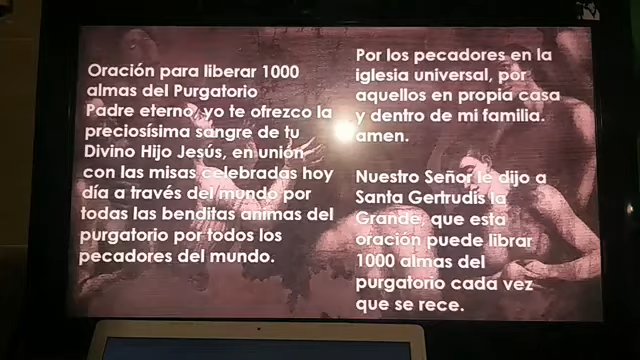 Oración para liberar 1000
almas del Purgatorio
Padre eterno, yo te ofrezco la
preciosísima sangre de tu
Divino Hijo Jesús, en unión
con las misas celebradas hoy
día a través del mundo por
todas las benditas ánimas del
purgatorio por todos los
pecadores del mundo.
Por los pecadores en la
iglesia universal, por
aquellos en propia casa
y dentro de mi familia.
amen.
Nuestro Señor le dijo a
Santa Gertrudis la
Grande, que esta
oración puede librar
1000 almas del
purgatorio cada vez
que se rece.